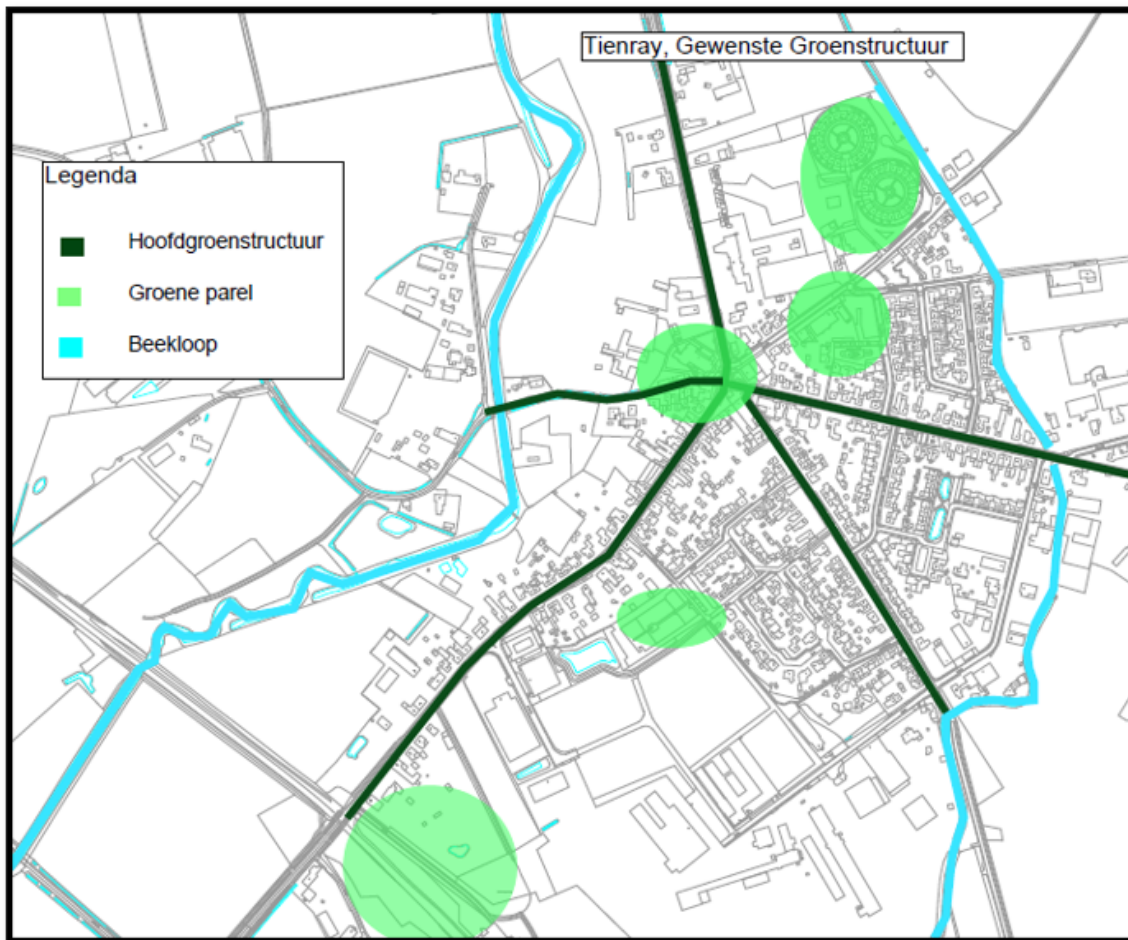 Tienray, Gewenste Groenstructuur
Legenda
Hoofdgroenstructuur
Groene parel
Beekloop